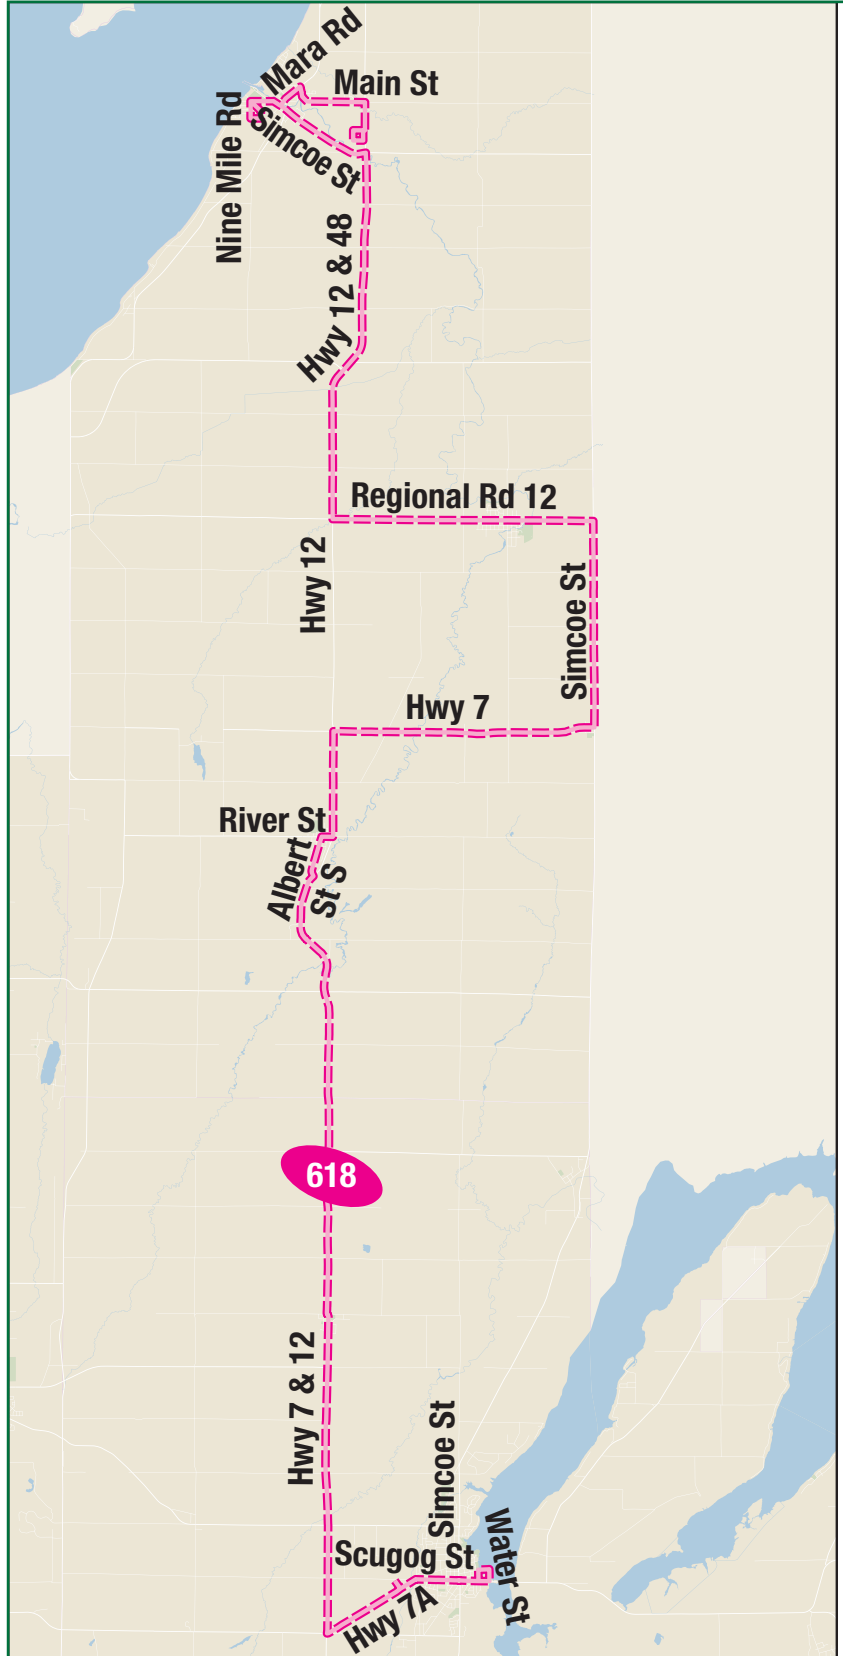 Mara Rd
Main St
Nine Mile Rd
Simcoe St
Hwy 12 & 48
Regional Rd 12
Hwy 12
Simcoe St
Hwy 7
River St
Albert
St S
618
Hwy 7 & 12
Simcoe St
Scugog St
Water St
Hwy 7A